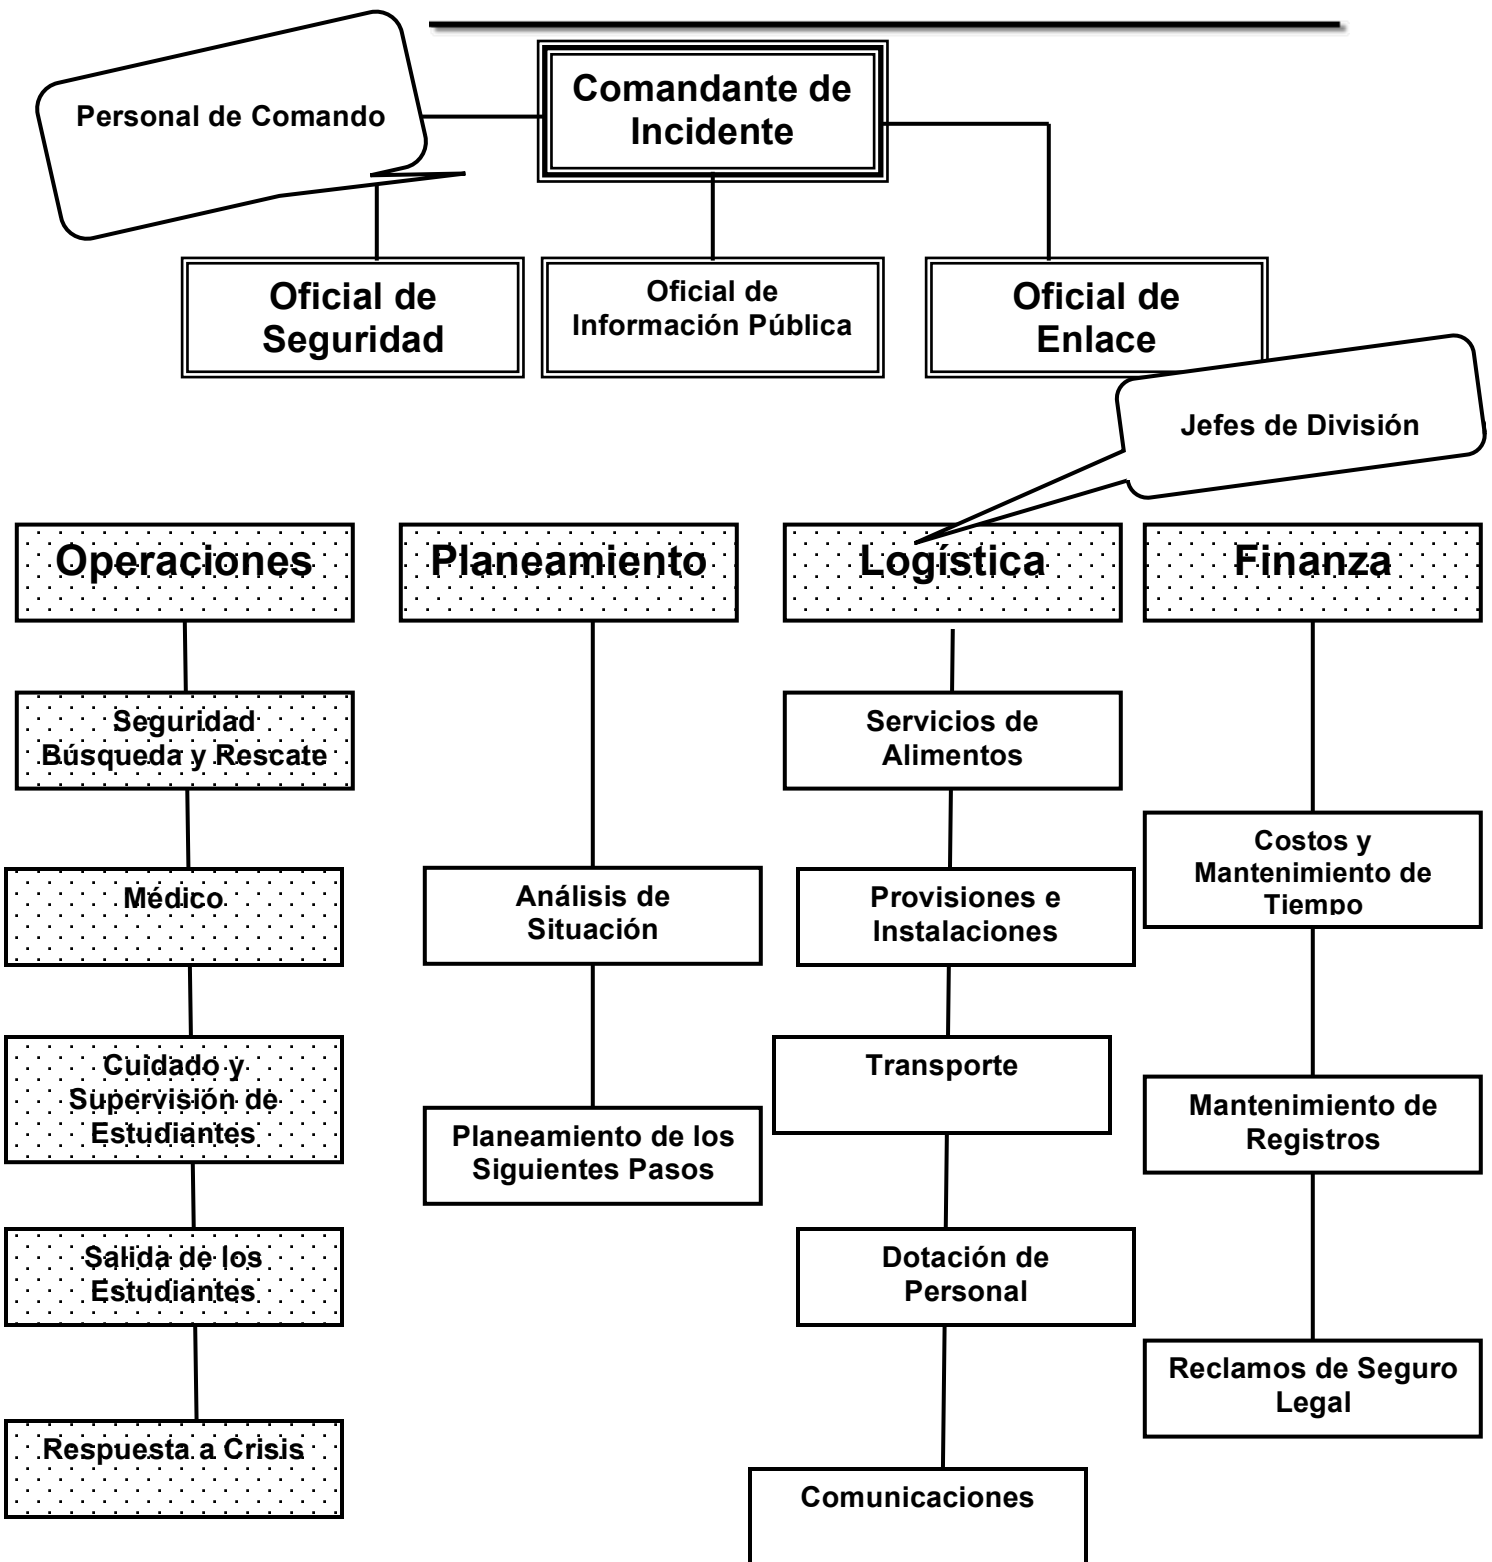 Personal de Comando
Comandante de
Incidente
Oficial de
Seguridad
Oficial de
Información Pública
Oficial de
Enlace
Jefes de División
Operaciones
Planeamiento
Logística
Finanza
Seguridad
Búsqueda y Rescate
Médico
Cuidado y
Supervisión de
Estudiantes
Salida de los
Estudiantes
Respuesta a Crisis
Análisis de
Situación
Planeamiento de los
Siguientes Pasos
Servicios de
Alimentos
Provisiones e
Instalaciones
Transporte
Dotación de
Personal
Comunicaciones
Costos y
Mantenimiento de
Tiempo
Mantenimiento de
Registros
Reclamos de Seguro
Legal